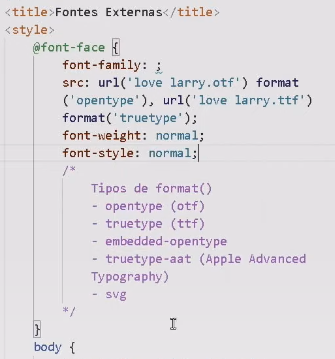 <title>Fontes Externas</title>
<style>
@font-face {
font-family: ;
src: url('love larry.otf') format
('opentype'), url('love larry.ttf')
format('truetype');
font-weight: normal;
font-style: normal;
/*
Tipos de format()
- opentype (otf)
- truetype (ttf)
- embedded-opentype
- truetype-aat (Apple Advanced
Typography)
- svg
*/
}
body {